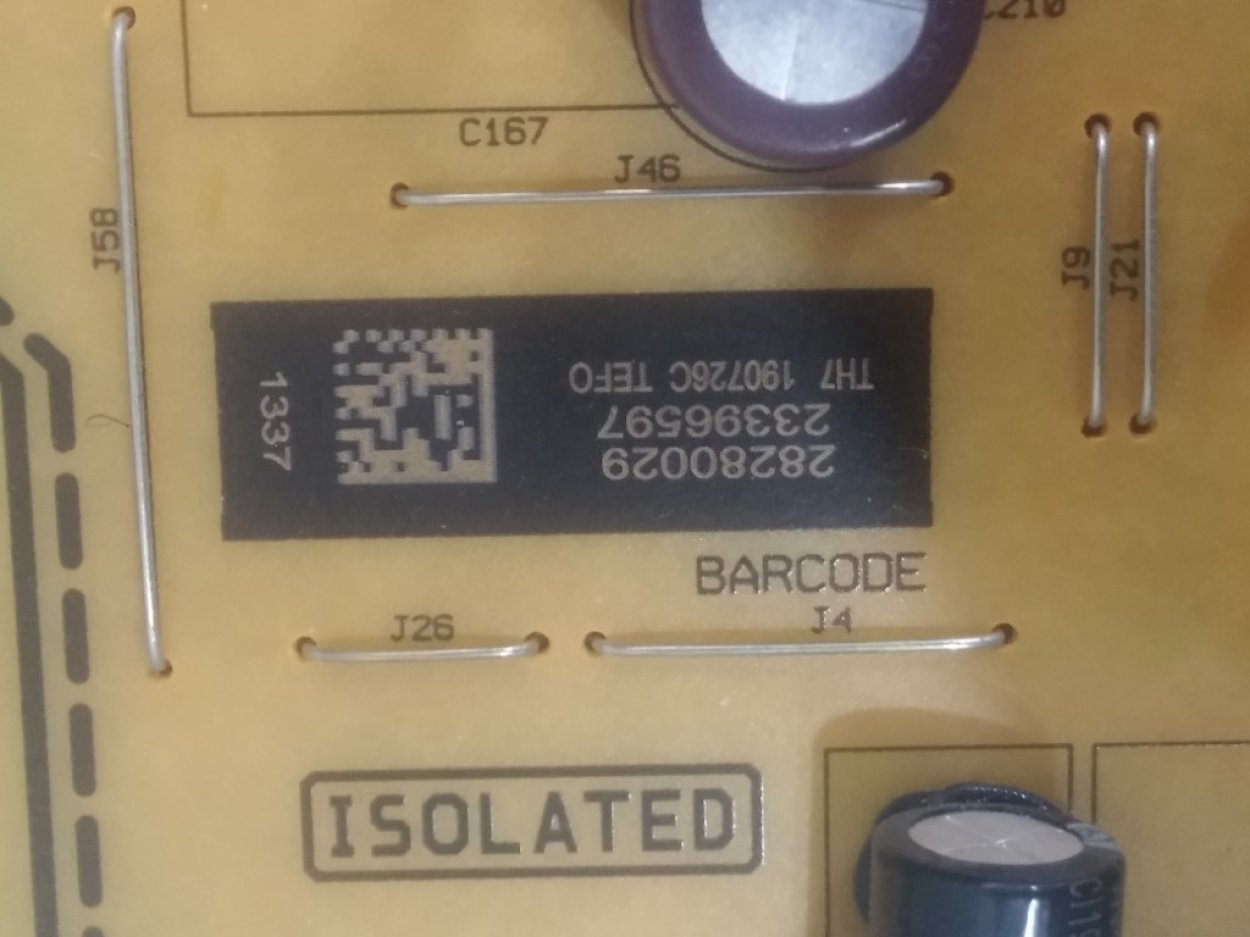 C210
C167
J46
J58
J9
J21
28280029
23396597
TH7 190726C TEFO
1337
BARCODE
J26
J4
ISOLATED